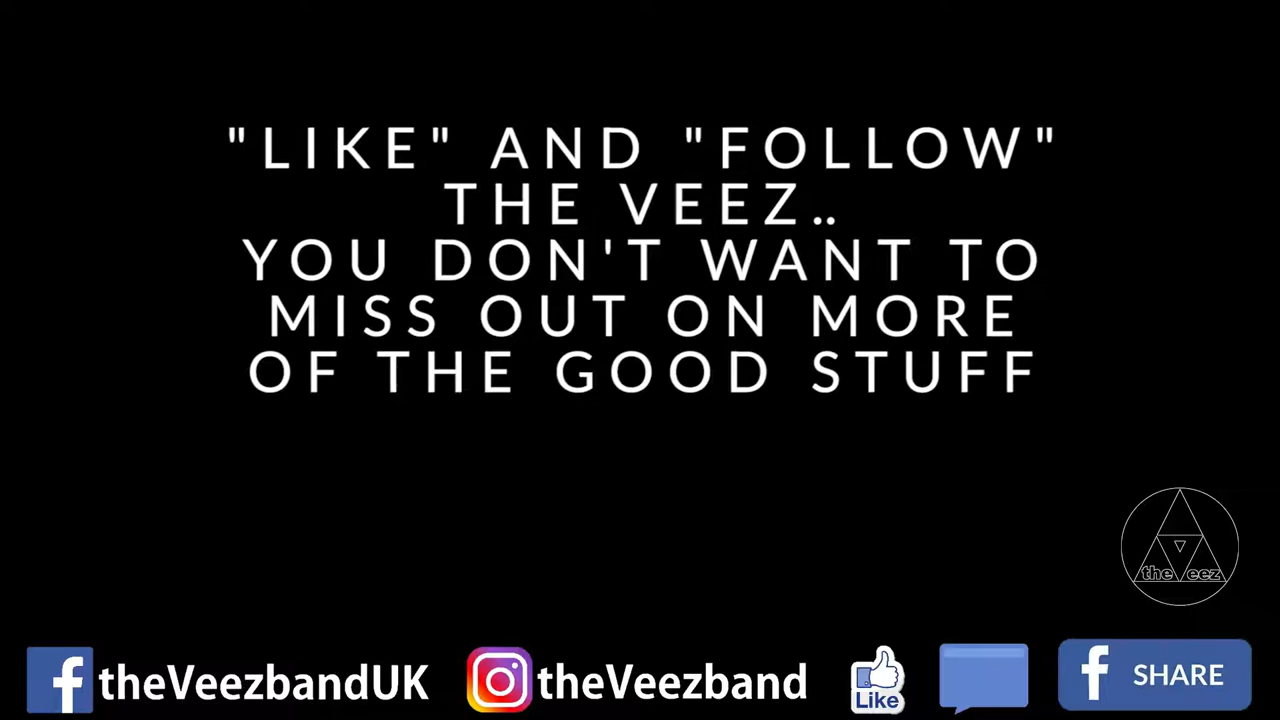 "LIKE" AND "FOLLOW"
THE VEEZ..
YOU DON'T WANT TO
MISS OUT ON MORE
OF THE GOOD STUFF
theVeez
theVeezbandUK
theVeezband
Like
SHARE